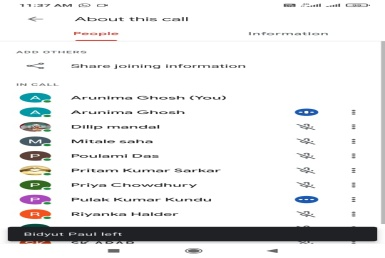 11:37 AM
About this call
People Information
ADD OTHERS
Share joining information
IN CALL
A Arunima Ghosh (You)
A Arunima Ghosh
Dilip mandal
M Mitale saha
P Poulami Das
Pritam Kumar Sarkar
P Priya Chowdhury
P Pulak Kumar Kundu
R Riyanka Halder
Bidyut Paul left